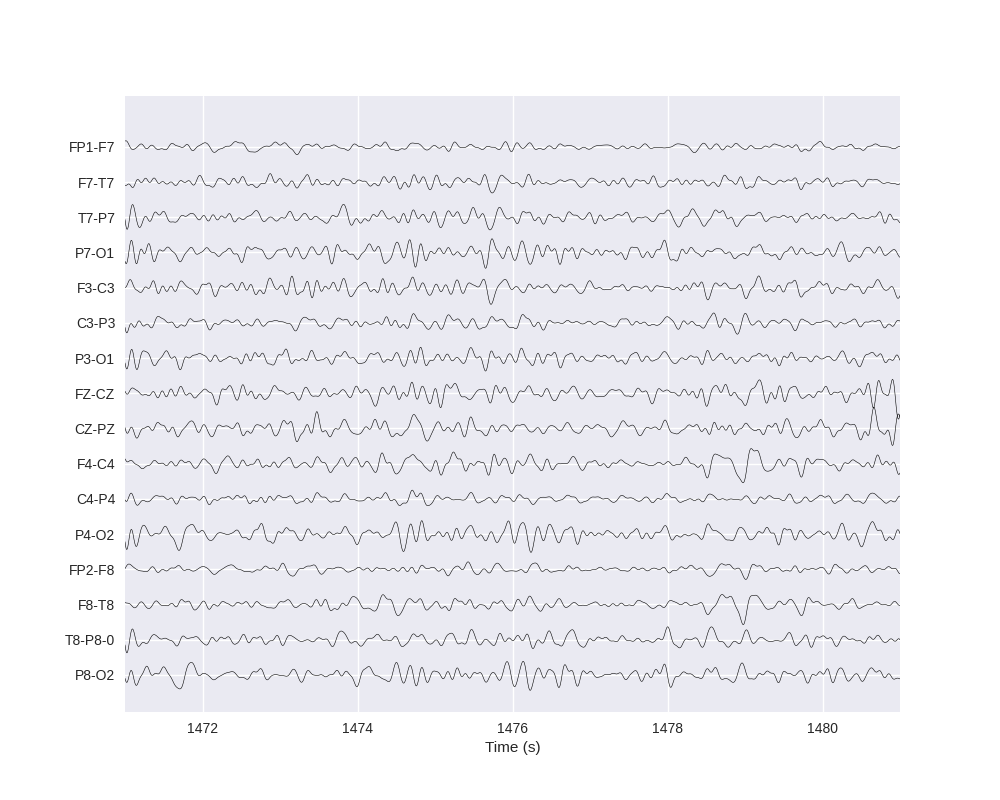 FP1-F7
F7-T7
T7-P7
P7-O1
F3-C3
C3-P3
P3-O1
FZ-CZ
CZ-PZ
F4-C4
C4-P4
P4-O2
FP2-F8
F8-T8
T8-P8-0
P8-O2
1472 1474 1476 1478 1480
Time (s)